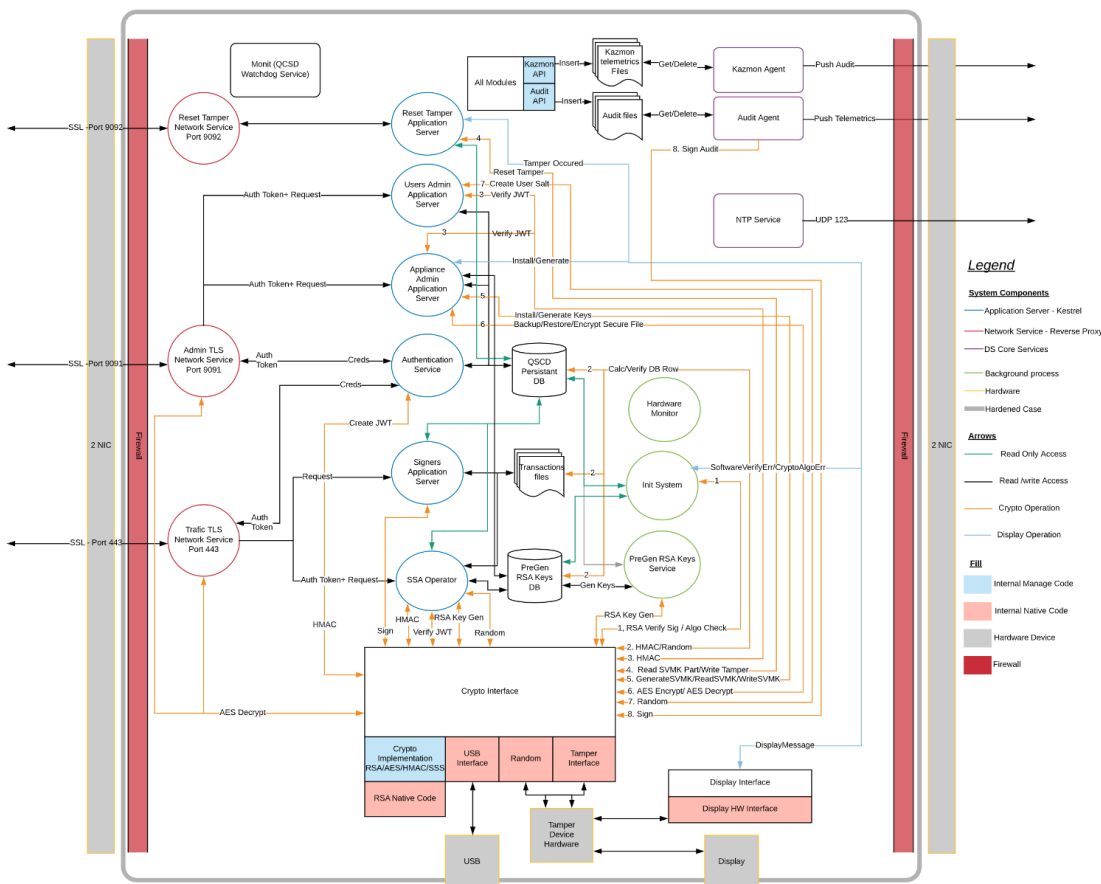 Monit (QCSD
Watchdog Service)
All Modules
Kazmon
API
Audit
API
Insert
Insert
Kazmon
telemetrics
Files
Audit files
Get/Delete
Get/Delete
Kazmon Agent
Audit Agent
Push Audit
Push Telemetrics
SSL -Port 9092
Reset Tamper
Network Service
Port 9092
Reset Tamper
Application
Server
4
Reset Tamper
Tamper Occured
8. Sign Audit
Users Admin
Application
Server
Auth Token+ Request
7 Create User Salt
3 Verify JWT
3
Verify JWT
NTP Service
UDP 123
Appliance
Admin
Application
Server
Auth Token+ Request
Install/Generate
5
Install/Generate Keys
6
Backup/Restore/Encrypt Secure File
SSL -Port 9091
Admin TLS
Network Service
Port 9091
Auth
Token
Creds
Creds
Authentication
Service
QSCD
Persistant
DB
2
Calc/Verify DB Row
Hardware
Monitor
Create JWT
2 NIC
Firewall
Firewall
2 NIC
Signers
Application
Server
Request
Transactions
files
2
SoftwareVerifyErr/CryptoAlgoErr
Init System
1
SSL - Port 443
Trafic TLS
Network Service
Port 443
Auth
Token
Auth Token+ Request
SSA Operator
PreGen
RSA Keys
DB
2
Gen Keys
PreGen RSA Keys
Service
HMAC
Sign
HMAC
Verify JWT
RSA Key Gen
Random
RSA Key Gen
1, RSA Verify Sig / Algo Check
2. HMAC/Random
3. HMAC
4. Read SVMK Part/Write Tamper
5. GenerateSVMK/ReadSVMK/WriteSVMK
6. AES Encrypt/ AES Decrypt
7. Random
8. Sign
AES Decrypt
Crypto Interface
Crypto
Implementation
RSA/AES/HMAC/SSS
USB
Interface
Random
Tamper
Interface
RSA Native Code
DisplayMessage
Display Interface
Display HW Interface
Tamper
Device
Hardware
USB
Display
Legend
System Components
Application Server - Kestrel
Network Service - Reverse Proxy
DS Core Services
Background process
Hardware
Hardened Case
Arrows
Read Only Access
Read /write Access
Crypto Operation
Display Operation
Fill
Internal Manage Code
Internal Native Code
Hardware Device
Firewall